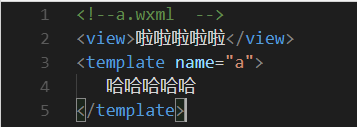 1 <!--a.wxml  -->
2 <view>啦啦啦啦啦</view>
3 <template name="a">
4 哈哈哈哈哈
5 </template>